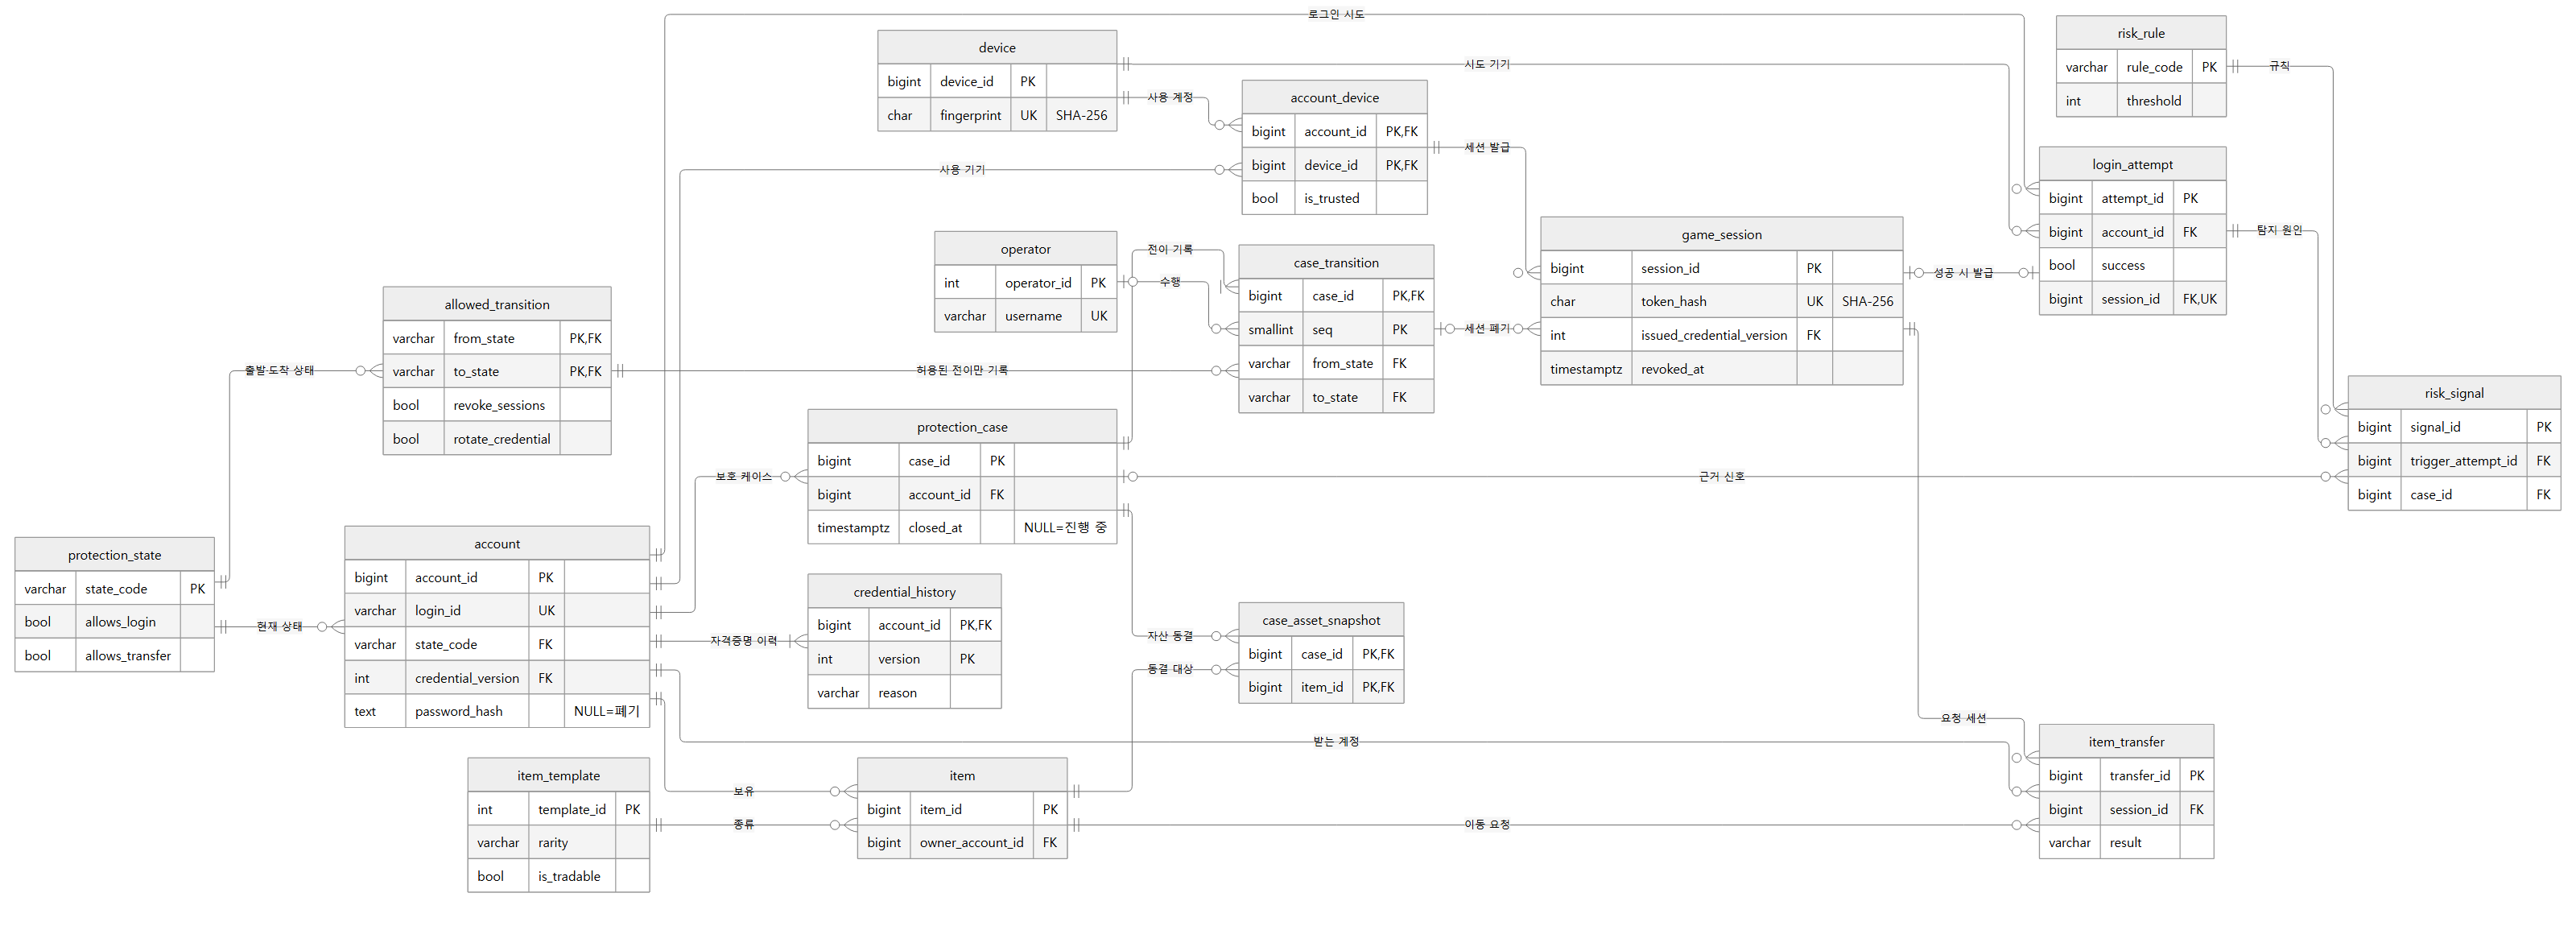 로그인 시도
device
bigint device_id PK
char fingerprint UK SHA-256
시도 기기
사용 계정
risk_rule
varchar rule_code PK
int threshold
규칙
account_device
bigint account_id PK,FK
bigint device_id PK,FK
bool is_trusted
사용 기기
세션 발급
login_attempt
bigint attempt_id PK
bigint account_id FK
bool success
bigint session_id FK,UK
탐지 원인
operator
int operator_id PK
varchar username UK
전이 기록
수행
case_transition
bigint case_id PK,FK
smallint seq PK
varchar from_state FK
varchar to_state FK
game_session
bigint session_id PK
char token_hash UK SHA-256
int issued_credential_version FK
timestamptz revoked_at
성공 시 발급
세션 폐기
allowed_transition
varchar from_state PK,FK
varchar to_state PK,FK
bool revoke_sessions
bool rotate_credential
출발·도착 상태
허용된 전이만 기록
risk_signal
bigint signal_id PK
bigint trigger_attempt_id FK
bigint case_id FK
protection_case
bigint case_id PK
bigint account_id FK
timestamptz closed_at NULL=진행 중
보호 케이스
근거 신호
protection_state
varchar state_code PK
bool allows_login
bool allows_transfer
현재 상태
account
bigint account_id PK
varchar login_id UK
varchar state_code FK
int credential_version FK
text password_hash NULL=폐기
자격증명 이력
credential_history
bigint account_id PK,FK
int version PK
varchar reason
자산 동결
동결 대상
case_asset_snapshot
bigint case_id PK,FK
bigint item_id PK,FK
요청 세션
받는 계정
item_transfer
bigint transfer_id PK
bigint session_id FK
varchar result
item_template
int template_id PK
varchar rarity
bool is_tradable
보유
종류
item
bigint item_id PK
bigint owner_account_id FK
이동 요청